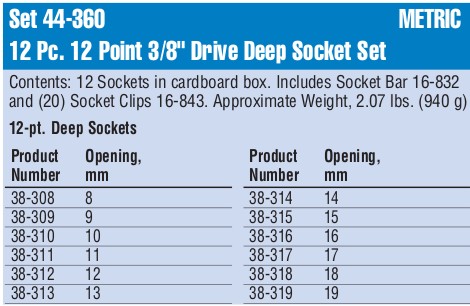 Set 44-360 METRIC
12 Pc. 12 Point 3/8" Drive Deep Socket Set
Contents: 12 Sockets in cardboard box. Includes Socket Bar 16-832
and (20) Socket Clips 16-843. Approximate Weight, 2.07 lbs. (940 g)
12-pt. Deep Sockets
Product Opening, Product Opening,
Number mm Number mm
38-308 8 38-314 14
38-309 9 38-315 15
38-310 10 38-316 16
38-311 11 38-317 17
38-312 12 38-318 18
38-313 13 38-319 19